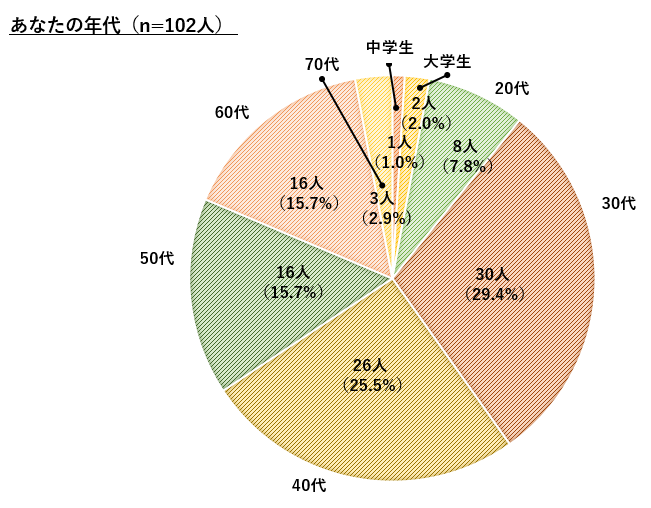 あなたの年代（n=102人）
中学生
大学生
70代
20代
60代
2人
（2.0%）
1人
（1.0%）
8人
（7.8%）
16人
（15.7%）
3人
（2.9%）
30代
50代
16人
（15.7%）
30人
（29.4%）
26人
（25.5%）
40代